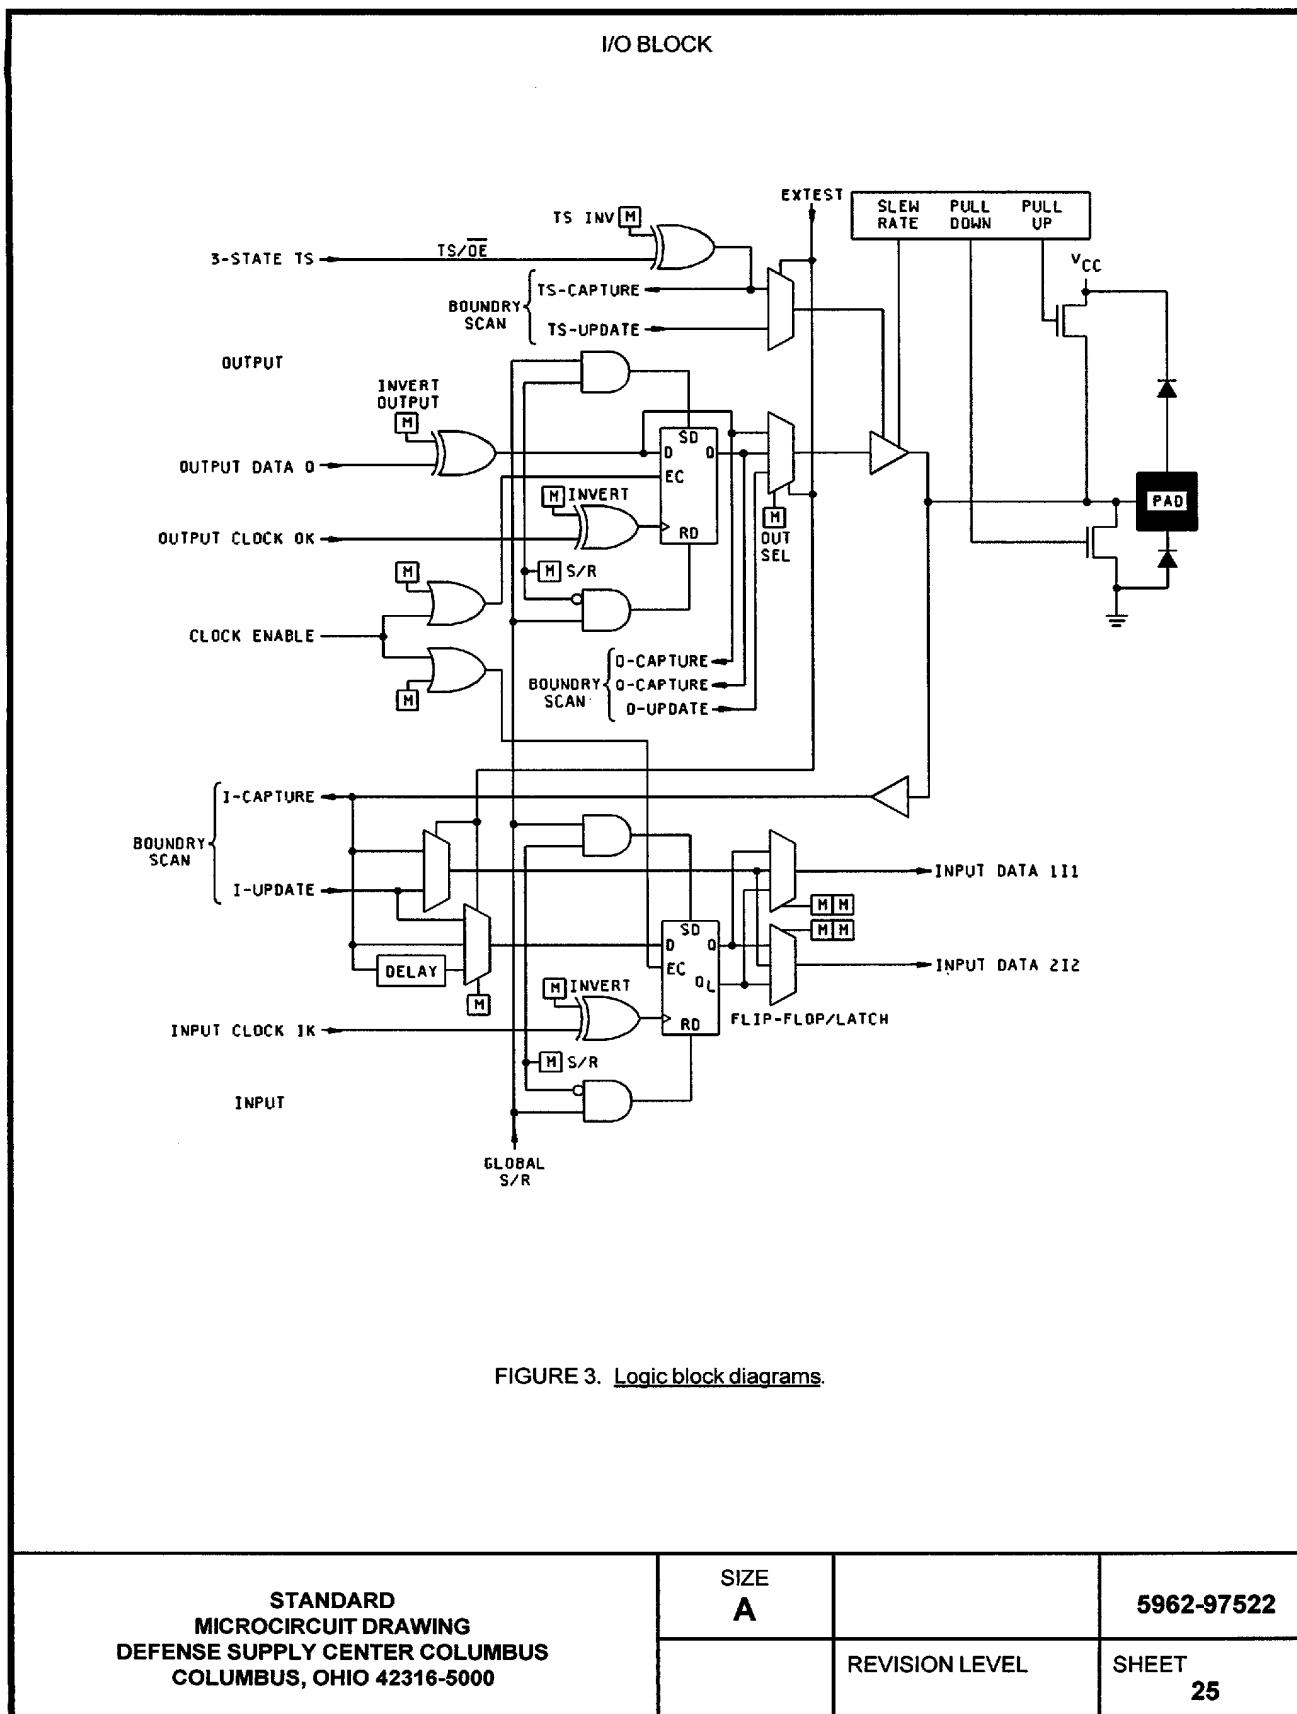 I/O BLOCK
EXTEST
SLEW RATE
PULL DOWN
PULL UP
TS INV M
VCC
3-STATE TS
TS/OE
TS-CAPTURE
BOUNDRY SCAN
TS-UPDATE
OUTPUT
INVERT OUTPUT
M
SD
D
Q
OUTPUT DATA O
EC
M INVERT
PAD
M
OUT SEL
RD
OUTPUT CLOCK OK
M S/R
M
CLOCK ENABLE
O-CAPTURE
BOUNDRY SCAN
Q-CAPTURE
O-UPDATE
M
I-CAPTURE
BOUNDRY SCAN
INPUT DATA 1I1
I-UPDATE
M M
SD
M M
D
Q
DELAY
EC
QL
INPUT DATA 2I2
M
M INVERT
RD
FLIP-FLOP/LATCH
INPUT CLOCK IK
M S/R
INPUT
GLOBAL S/R
FIGURE 3. Logic block diagrams.
STANDARD
MICROCIRCUIT DRAWING
DEFENSE SUPPLY CENTER COLUMBUS
COLUMBUS, OHIO 42316-5000
SIZE
A
5962-97522
REVISION LEVEL
SHEET
25